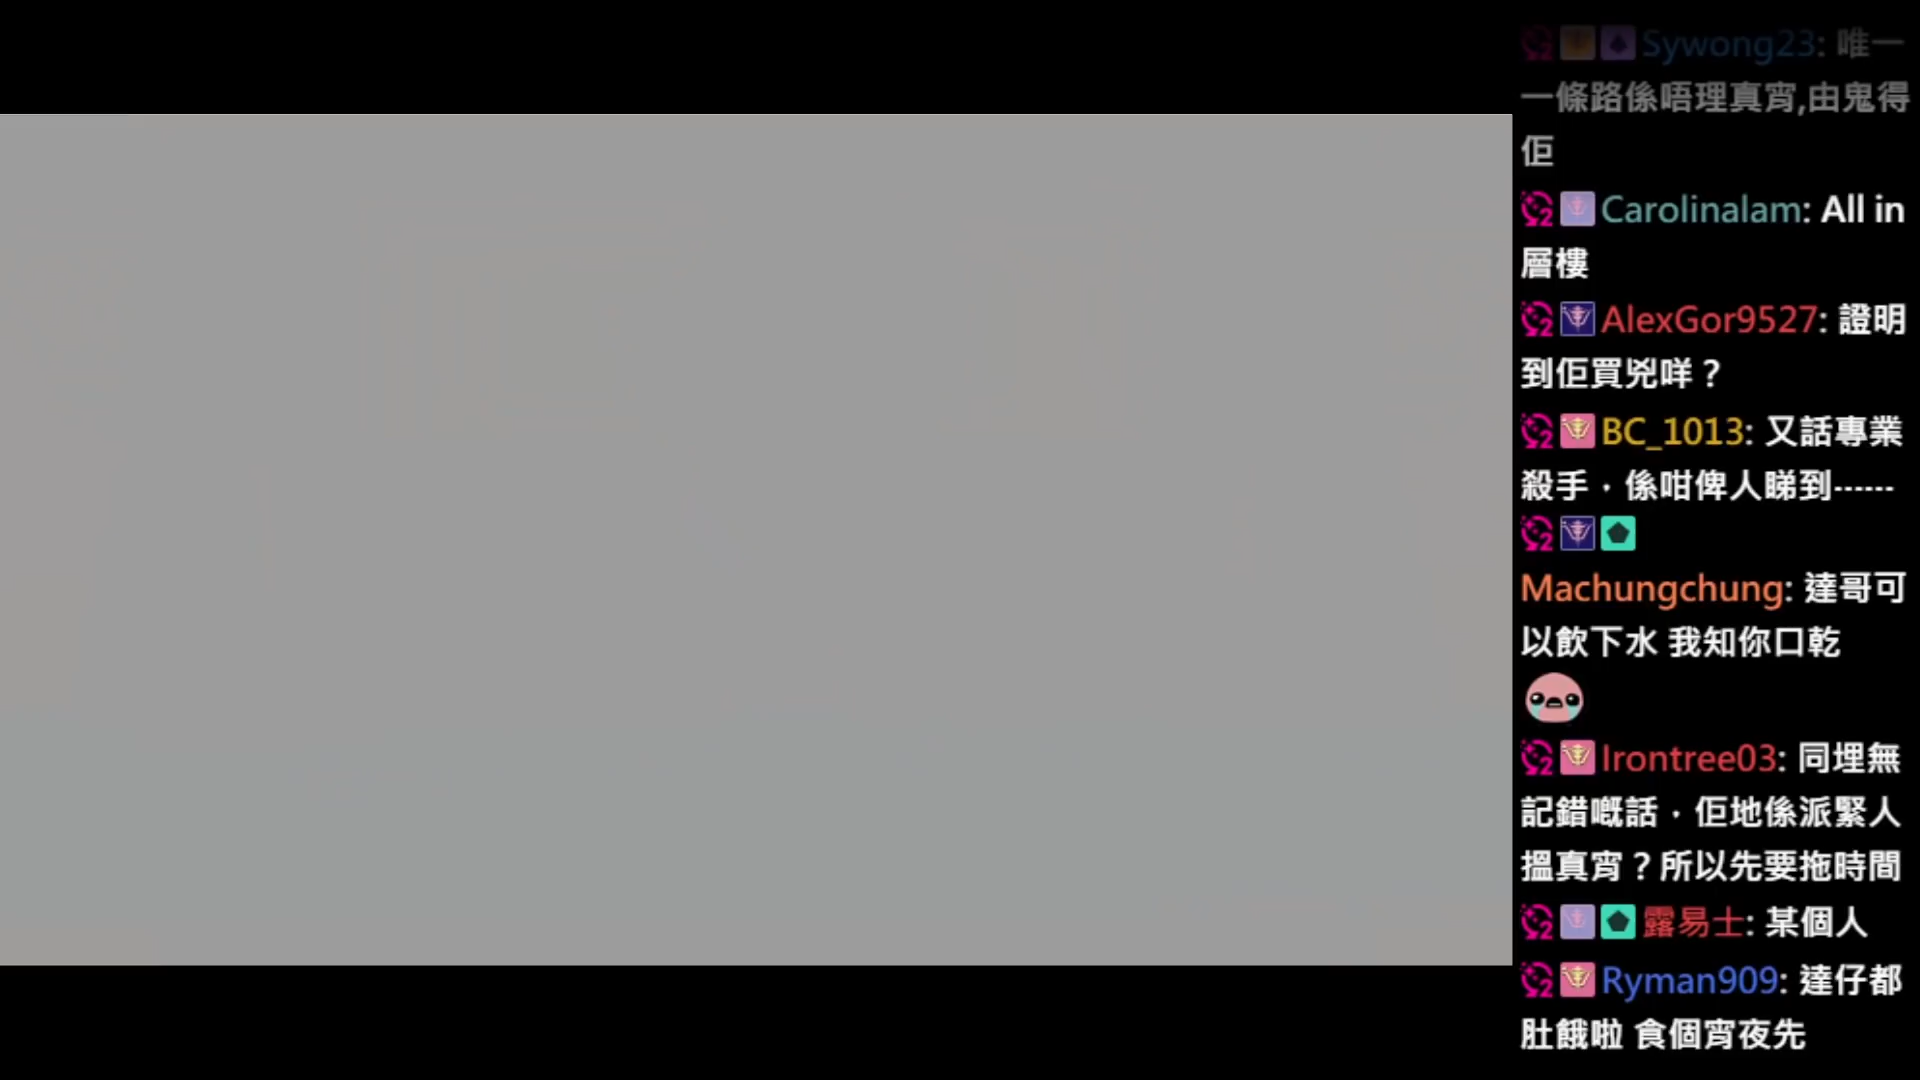 Sywong23: 唯一
一條路係唔理真宵,由鬼得
佢
Carolinalam: All in
層樓
AlexGor9527: 證明
到佢買兇咩？
BC_1013: 又話專業
殺手，係咁俾人睇到------
Machungchung: 達哥可
以飲下水 我知你口乾
Irontree03: 同埋無
記錯嘅話，佢地係派緊人
搵真宵？所以先要拖時間
露易士: 某個人
Ryman909: 達仔都
肚餓啦 食個宵夜先